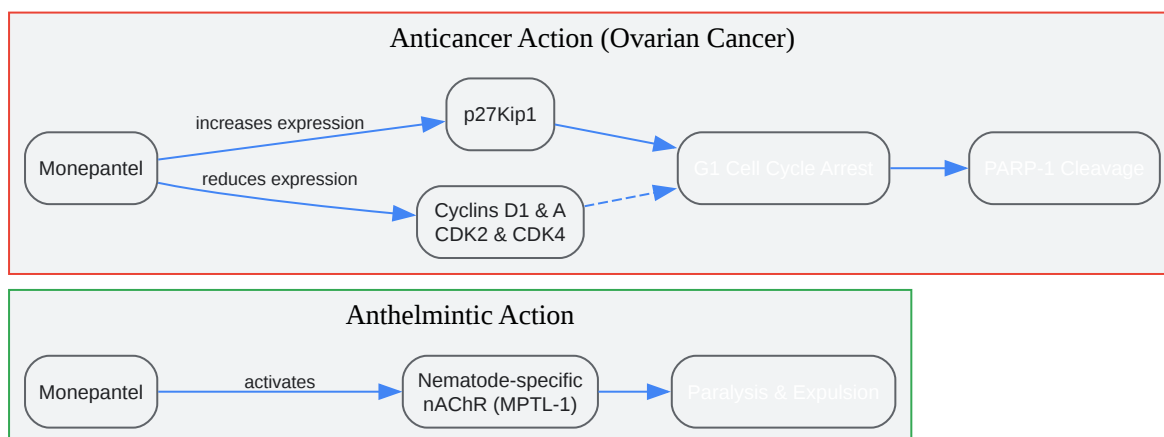 Anticancer Action (Ovarian Cancer)
increases expression
p27Kip1
Monepantel
reduces expression
G1 Cell Cycle Arrest
PARP-1 Cleavage
Cyclins D1 & A
CDK2 & CDK4
Anthelmintic Action
Monepantel
activates
Nematode-specific
nAChR (MPTL-1)
Paralysis & Expulsion